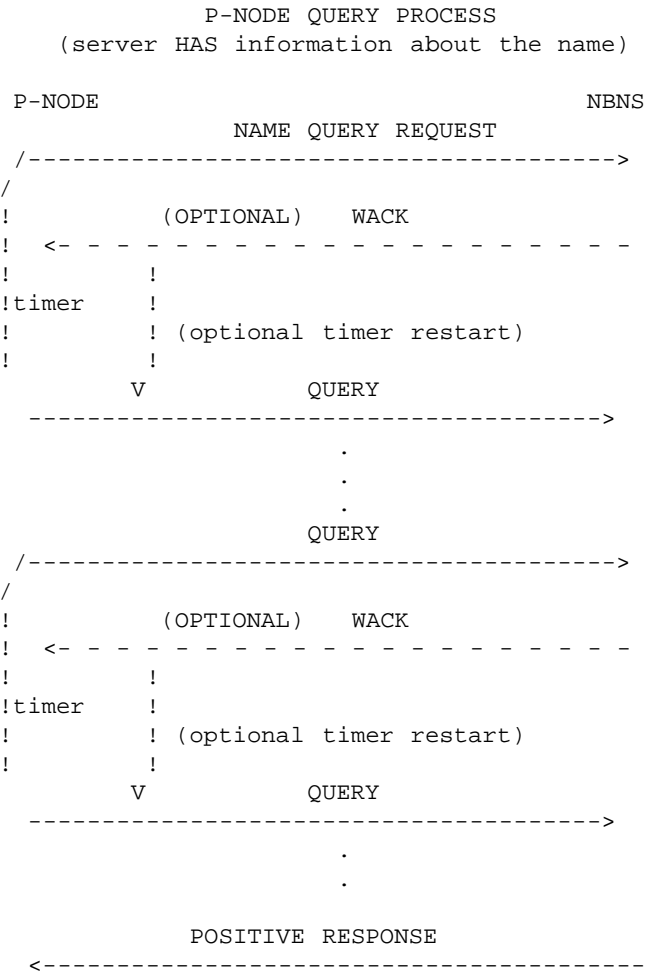 P-NODE QUERY PROCESS
(server HAS information about the name)
P-NODE NBNS
NAME QUERY REQUEST
/---------------------------------------->
/
! (OPTIONAL) WACK
! <- - - - - - - - - - - - - - - - - - - -
! !
!timer !
! ! (optional timer restart)
! !
V QUERY
--------------------------------------->
.
.
.
QUERY
/---------------------------------------->
/
! (OPTIONAL) WACK
! <- - - - - - - - - - - - - - - - - - - -
! !
!timer !
! ! (optional timer restart)
! !
V QUERY
--------------------------------------->
.
.
POSITIVE RESPONSE
<-----------------------------------------